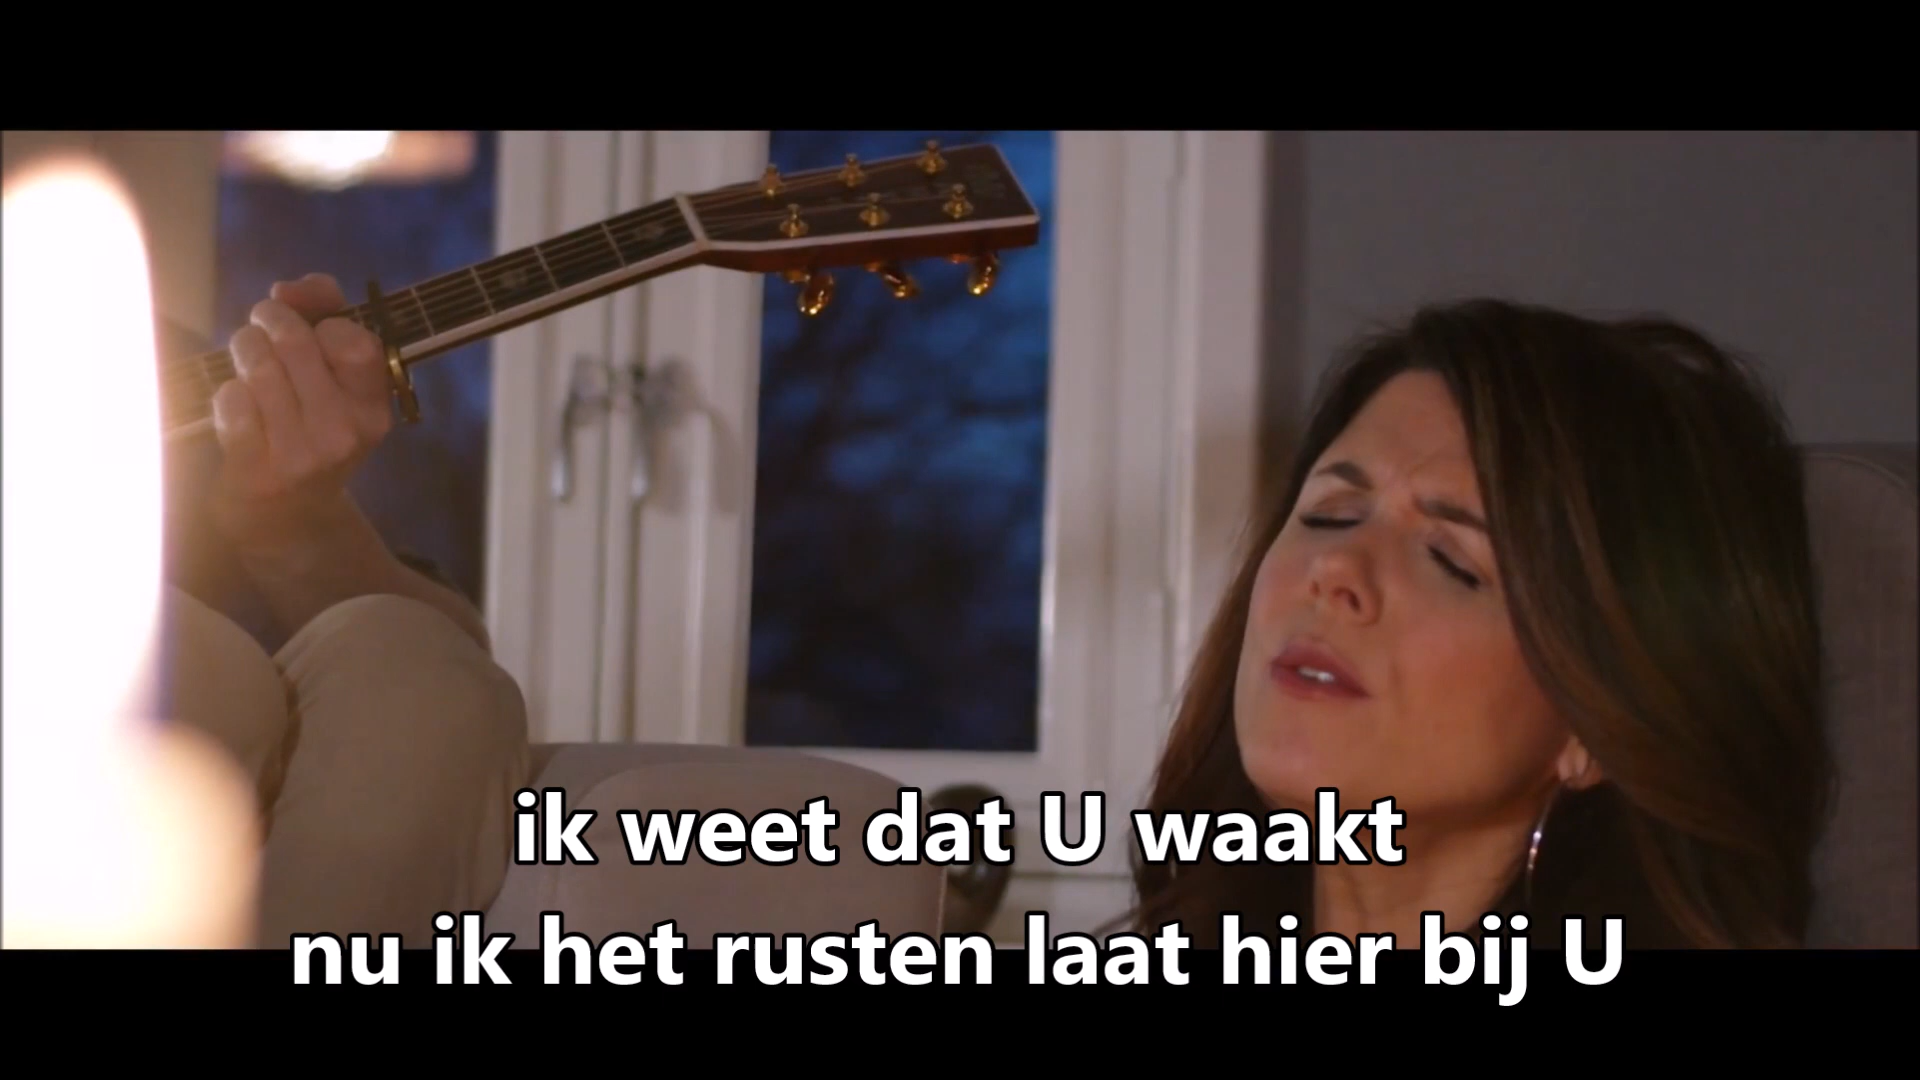 ik weet dat U waakt
nu ik het rusten laat hier bij U